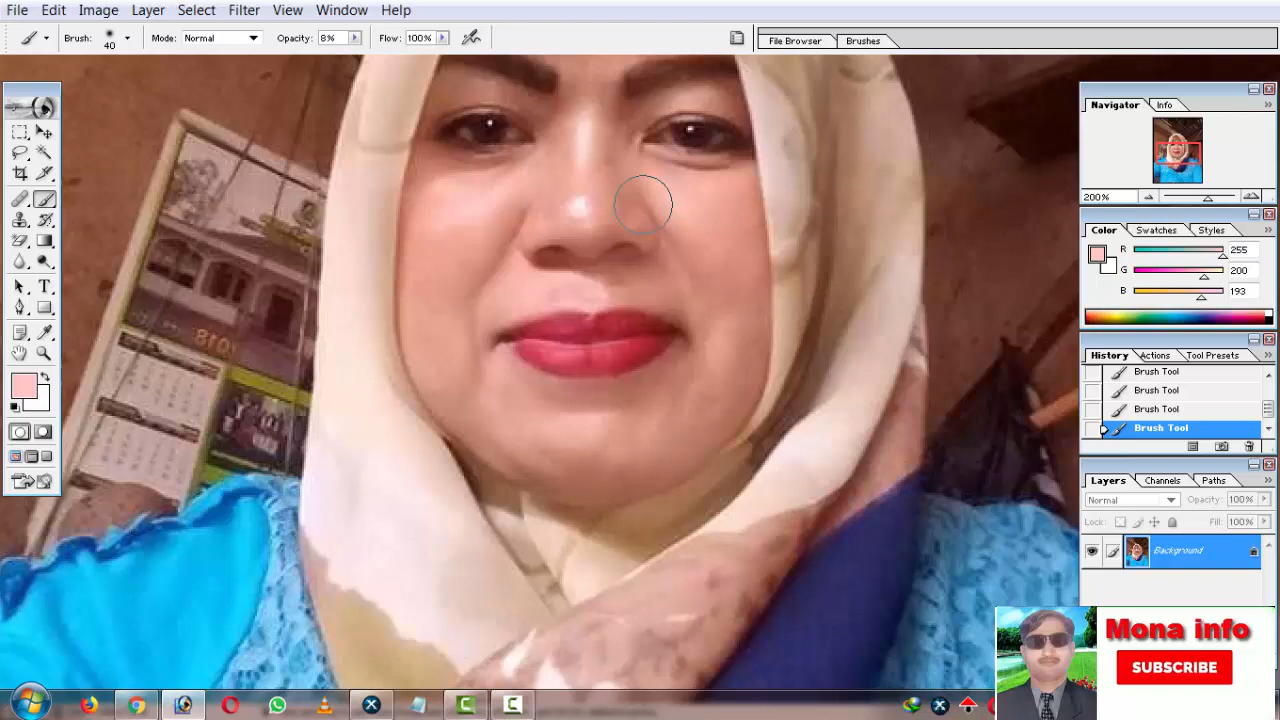 File Edit Image Layer Select Filter View Window Help
Brush: 40 Mode: Normal Opacity: 8% Flow: 100% File Browser Brushes
Navigator Info
200%
Color Swatches Styles
R 255
G 200
B 193
History Actions Tool Presets
Brush Tool
Brush Tool
Brush Tool
Brush Tool
Layers Channels Paths
Normal Opacity: 100%
Lock: Fill: 100%
Background
Mona info
SUBSCRIBE